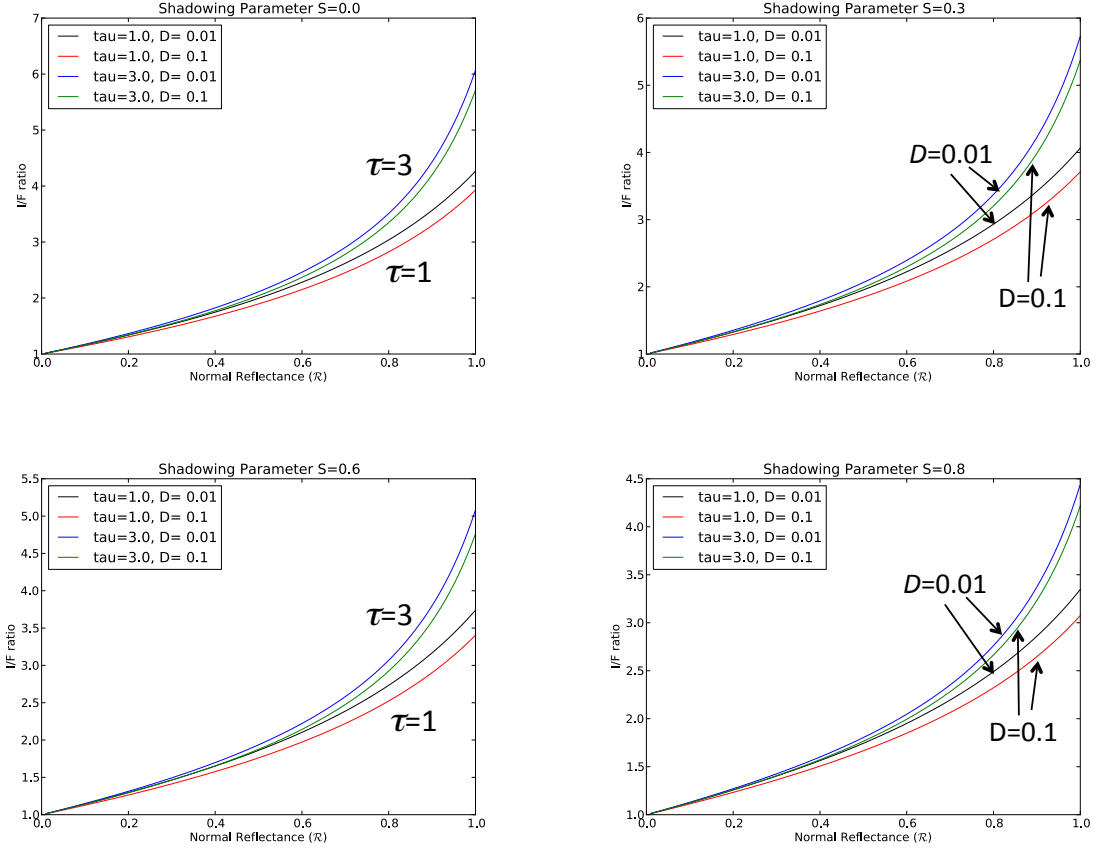 Shadowing Parameter S=0.0
tau=1.0, D= 0.01
tau=1.0, D= 0.1
tau=3.0, D= 0.01
tau=3.0, D= 0.1
τ=3
τ=1
I/F ratio
7
6
5
4
3
2
1
0.0 0.2 0.4 0.6 0.8 1.0
Normal Reflectance (ℛ)
Shadowing Parameter S=0.3
tau=1.0, D= 0.01
tau=1.0, D= 0.1
tau=3.0, D= 0.01
tau=3.0, D= 0.1
D=0.01
D=0.1
I/F ratio
6
5
4
3
2
1
0.0 0.2 0.4 0.6 0.8 1.0
Normal Reflectance (ℛ)
Shadowing Parameter S=0.6
tau=1.0, D= 0.01
tau=1.0, D= 0.1
tau=3.0, D= 0.01
tau=3.0, D= 0.1
τ=3
τ=1
I/F ratio
5.5
5.0
4.5
4.0
3.5
3.0
2.5
2.0
1.5
1.0
0.0 0.2 0.4 0.6 0.8 1.0
Normal Reflectance (ℛ)
Shadowing Parameter S=0.8
tau=1.0, D= 0.01
tau=1.0, D= 0.1
tau=3.0, D= 0.01
tau=3.0, D= 0.1
D=0.01
D=0.1
I/F ratio
4.5
4.0
3.5
3.0
2.5
2.0
1.5
1.0
0.0 0.2 0.4 0.6 0.8 1.0
Normal Reflectance (ℛ)